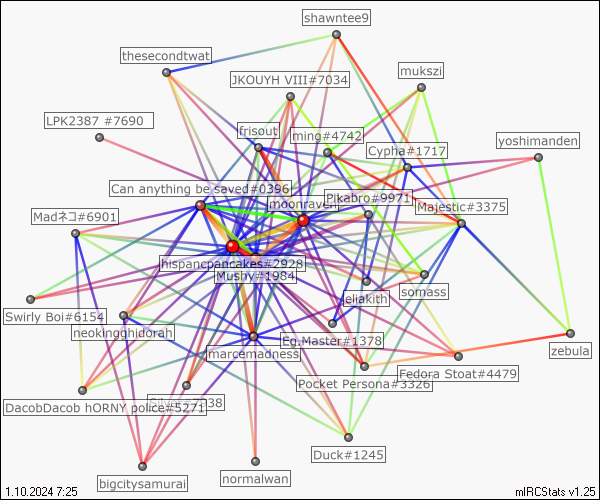 shawntee9
thesecondtwat
mukszi
JKOUYH VIII#7034
LPK2387 #7690
frisout
ming#4742
yoshimanden
Cypha#1717
Can anything be saved#0396
Pikabro#9971
moonraven
Majestic#3375
Madネコ#6901
hispancpancakes#2928
Mushy#1984
somass
eliakith
Swirly Boi#6154
neokingghidorah
Eg.Master#1378
marcemadness
zebula
Fedora Stoat#4479
Pocket Persona#3326
DacobDacob hORNY police#5271
Duck#1245
normalwan
bigcitysamurai
1.10.2024 7:25
mIRCStats v1.25